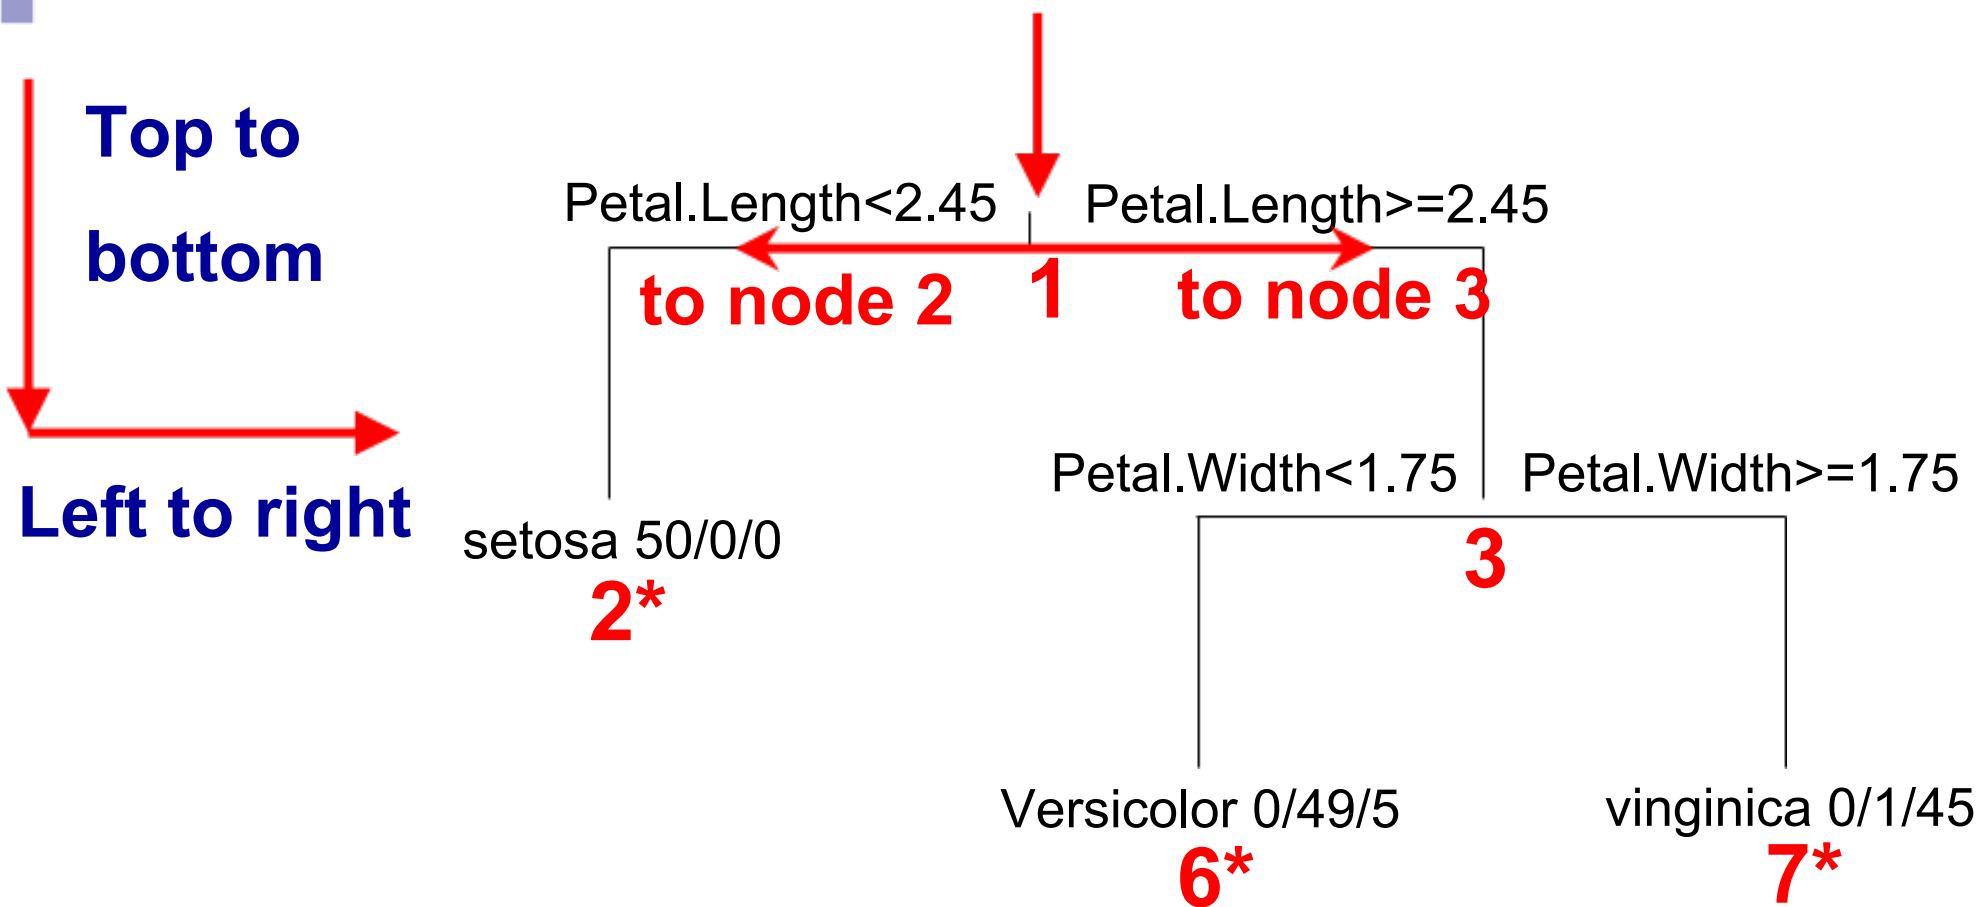 Top to
bottom
Left to right
Petal.Length<2.45 Petal.Length>=2.45
to node 2 1 to node 3
Petal.Width<1.75 Petal.Width>=1.75
3
setosa 50/0/0
2*
Versicolor 0/49/5 vinginica 0/1/45
6* 7*